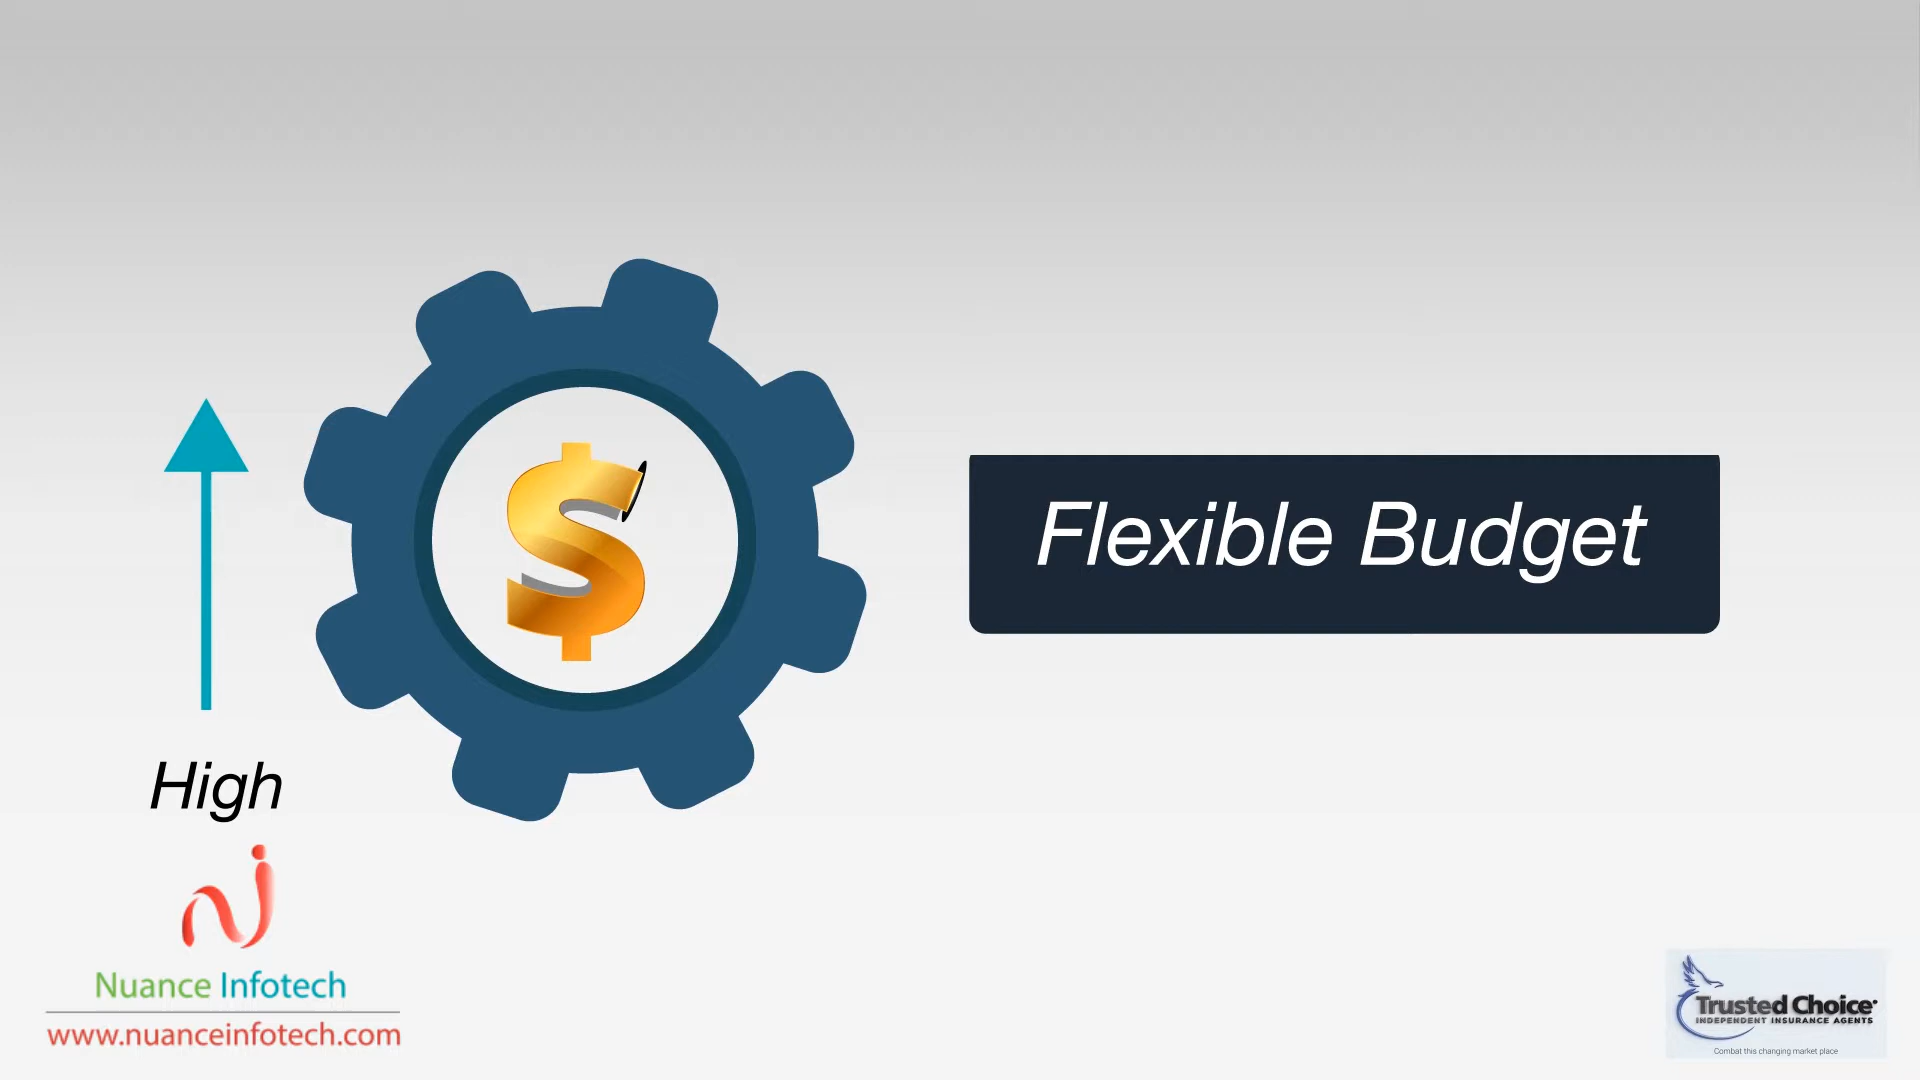 $
Flexible Budget
High
Nuance Infotech
www.nuanceinfotech.com
Trusted Choice
INDEPENDENT INSURANCE AGENTS
Combat this changing market place